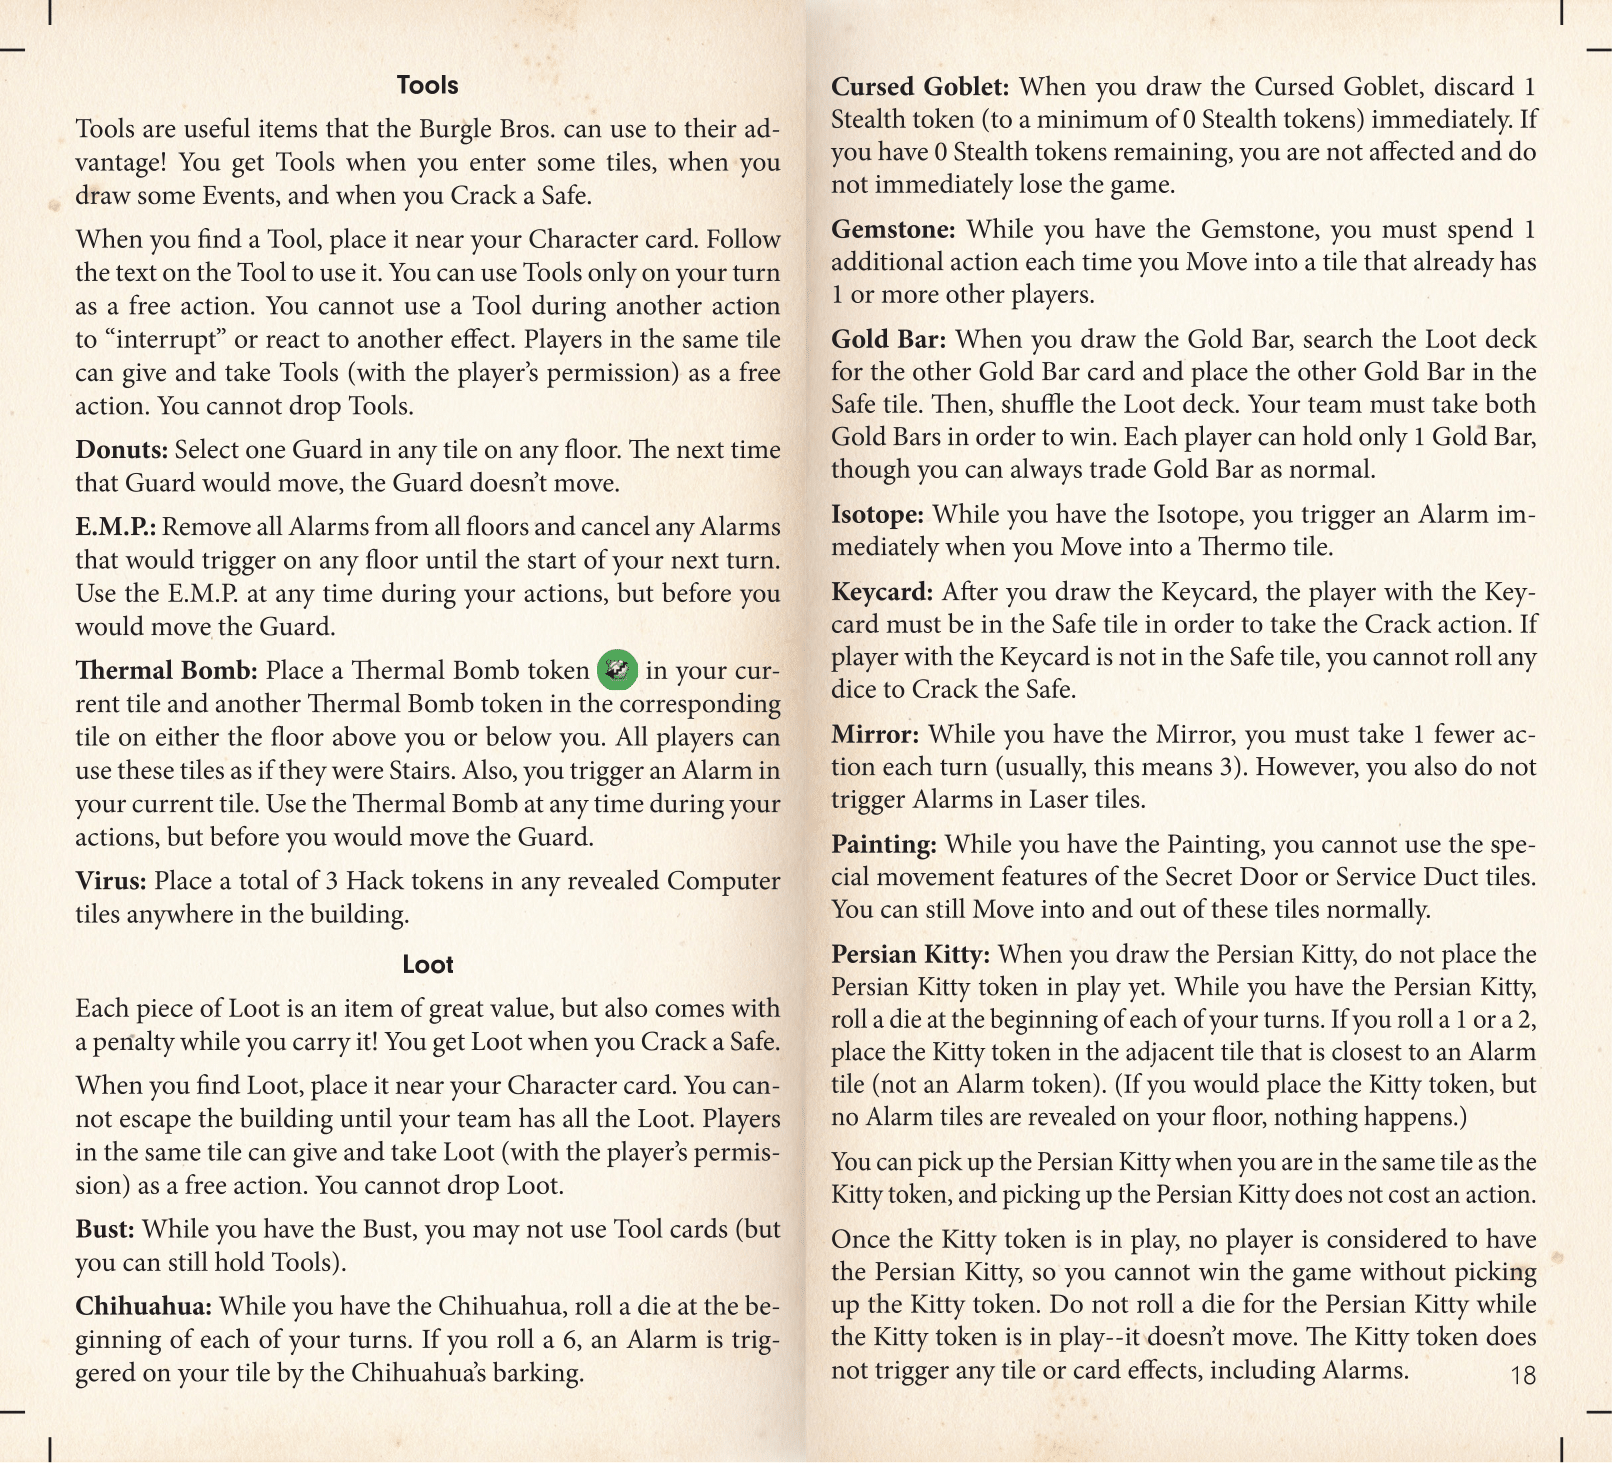 Tools
Tools are useful items that the Burgle Bros. can use to their ad-
vantage! You get Tools when you enter some tiles, when you
draw some Events, and when you Crack a Safe.
When you find a Tool, place it near your Character card. Follow
the text on the Tool to use it. You can use Tools only on your turn
as a free action. You cannot use a Tool during another action
to “interrupt” or react to another effect. Players in the same tile
can give and take Tools (with the player’s permission) as a free
action. You cannot drop Tools.
Donuts: Select one Guard in any tile on any floor. The next time
that Guard would move, the Guard doesn’t move.
E.M.P.: Remove all Alarms from all floors and cancel any Alarms
that would trigger on any floor until the start of your next turn.
Use the E.M.P. at any time during your actions, but before you
would move the Guard.
Thermal Bomb: Place a Thermal Bomb token in your cur-
rent tile and another Thermal Bomb token in the corresponding
tile on either the floor above you or below you. All players can
use these tiles as if they were Stairs. Also, you trigger an Alarm in
your current tile. Use the Thermal Bomb at any time during your
actions, but before you would move the Guard.
Virus: Place a total of 3 Hack tokens in any revealed Computer
tiles anywhere in the building.
Loot
Each piece of Loot is an item of great value, but also comes with
a penalty while you carry it! You get Loot when you Crack a Safe.
When you find Loot, place it near your Character card. You can-
not escape the building until your team has all the Loot. Players
in the same tile can give and take Loot (with the player’s permis-
sion) as a free action. You cannot drop Loot.
Bust: While you have the Bust, you may not use Tool cards (but
you can still hold Tools).
Chihuahua: While you have the Chihuahua, roll a die at the be-
ginning of each of your turns. If you roll a 6, an Alarm is trig-
gered on your tile by the Chihuahua’s barking.
Cursed Goblet: When you draw the Cursed Goblet, discard 1
Stealth token (to a minimum of 0 Stealth tokens) immediately. If
you have 0 Stealth tokens remaining, you are not affected and do
not immediately lose the game.
Gemstone: While you have the Gemstone, you must spend 1
additional action each time you Move into a tile that already has
1 or more other players.
Gold Bar: When you draw the Gold Bar, search the Loot deck
for the other Gold Bar card and place the other Gold Bar in the
Safe tile. Then, shuffle the Loot deck. Your team must take both
Gold Bars in order to win. Each player can hold only 1 Gold Bar,
though you can always trade Gold Bar as normal.
Isotope: While you have the Isotope, you trigger an Alarm im-
mediately when you Move into a Thermo tile.
Keycard: After you draw the Keycard, the player with the Key-
card must be in the Safe tile in order to take the Crack action. If
player with the Keycard is not in the Safe tile, you cannot roll any
dice to Crack the Safe.
Mirror: While you have the Mirror, you must take 1 fewer ac-
tion each turn (usually, this means 3). However, you also do not
trigger Alarms in Laser tiles.
Painting: While you have the Painting, you cannot use the spe-
cial movement features of the Secret Door or Service Duct tiles.
You can still Move into and out of these tiles normally.
Persian Kitty: When you draw the Persian Kitty, do not place the
Persian Kitty token in play yet. While you have the Persian Kitty,
roll a die at the beginning of each of your turns. If you roll a 1 or a 2,
place the Kitty token in the adjacent tile that is closest to an Alarm
tile (not an Alarm token). (If you would place the Kitty token, but
no Alarm tiles are revealed on your floor, nothing happens.)
You can pick up the Persian Kitty when you are in the same tile as the
Kitty token, and picking up the Persian Kitty does not cost an action.
Once the Kitty token is in play, no player is considered to have
the Persian Kitty, so you cannot win the game without picking
up the Kitty token. Do not roll a die for the Persian Kitty while
the Kitty token is in play--it doesn’t move. The Kitty token does
not trigger any tile or card effects, including Alarms.
18